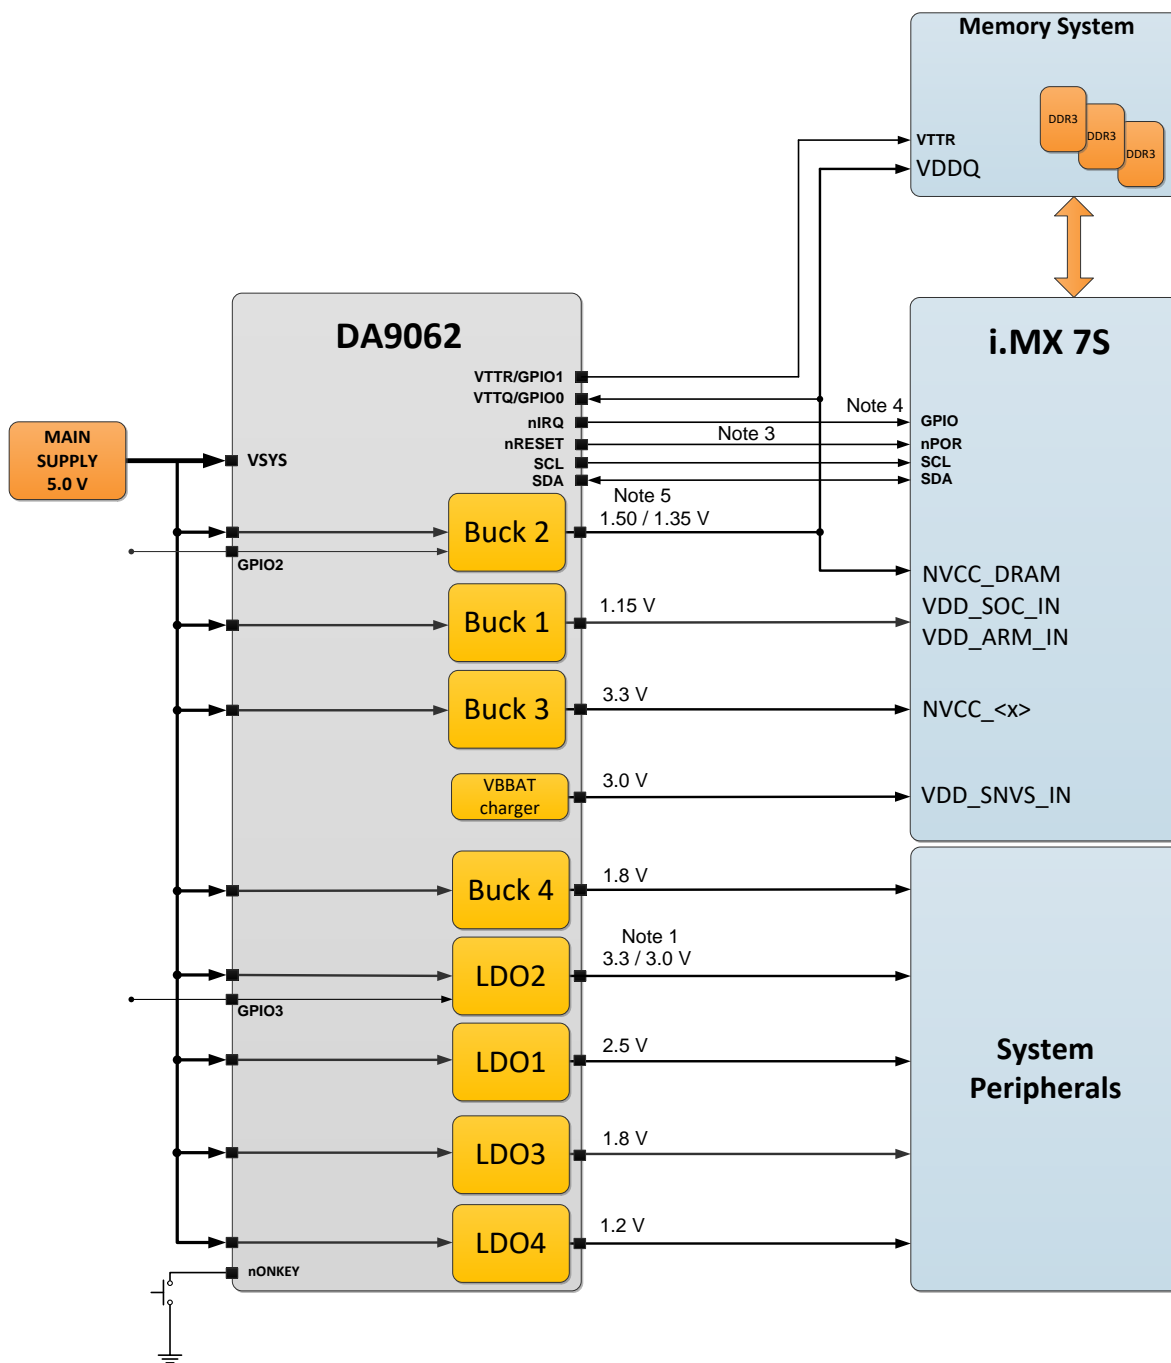 Memory System
DDR3
DDR3
DDR3
VTTR
VDDQ
DA9062
i.MX 7S
VTTR/GPIO1
VTTQ/GPIO0
Note 4
nIRQ
GPIO
nRESET
Note 3
nPOR
MAIN
SUPPLY
5.0 V
VSYS
SCL
SCL
SDA
SDA
Note 5
1.50 / 1.35 V
Buck 2
GPIO2
NVCC_DRAM
Buck 1
1.15 V
VDD_SOC_IN
VDD_ARM_IN
Buck 3
3.3 V
NVCC_<x>
VBBAT
charger
3.0 V
VDD_SNVS_IN
Buck 4
1.8 V
Note 1
3.3 / 3.0 V
LDO2
GPIO3
LDO1
2.5 V
System
Peripherals
LDO3
1.8 V
LDO4
1.2 V
nONKEY